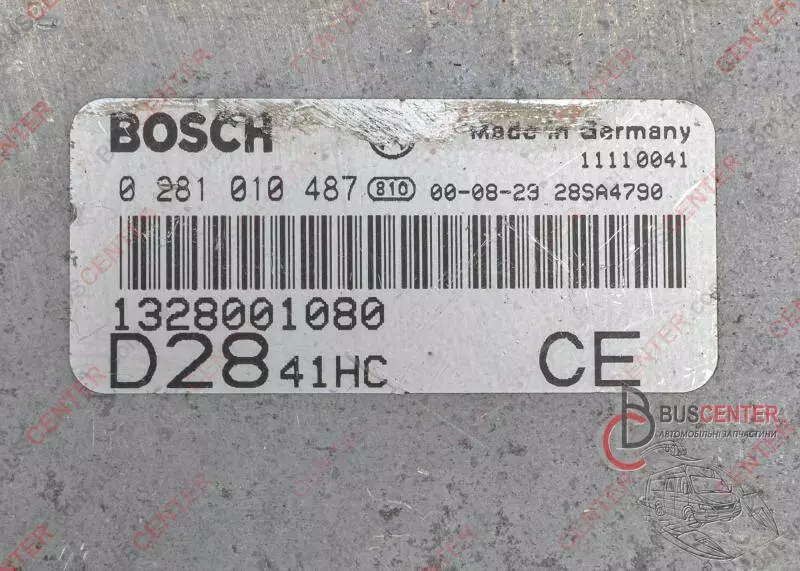 BOSCH
Made in Germany
11110041
0 281 010 487 810 00-08-23 28SA4790
1328001080
D28 41HC CE
BUSCENTER
АВТОМОБІЛЬНІ ЗАПЧАСТИНИ